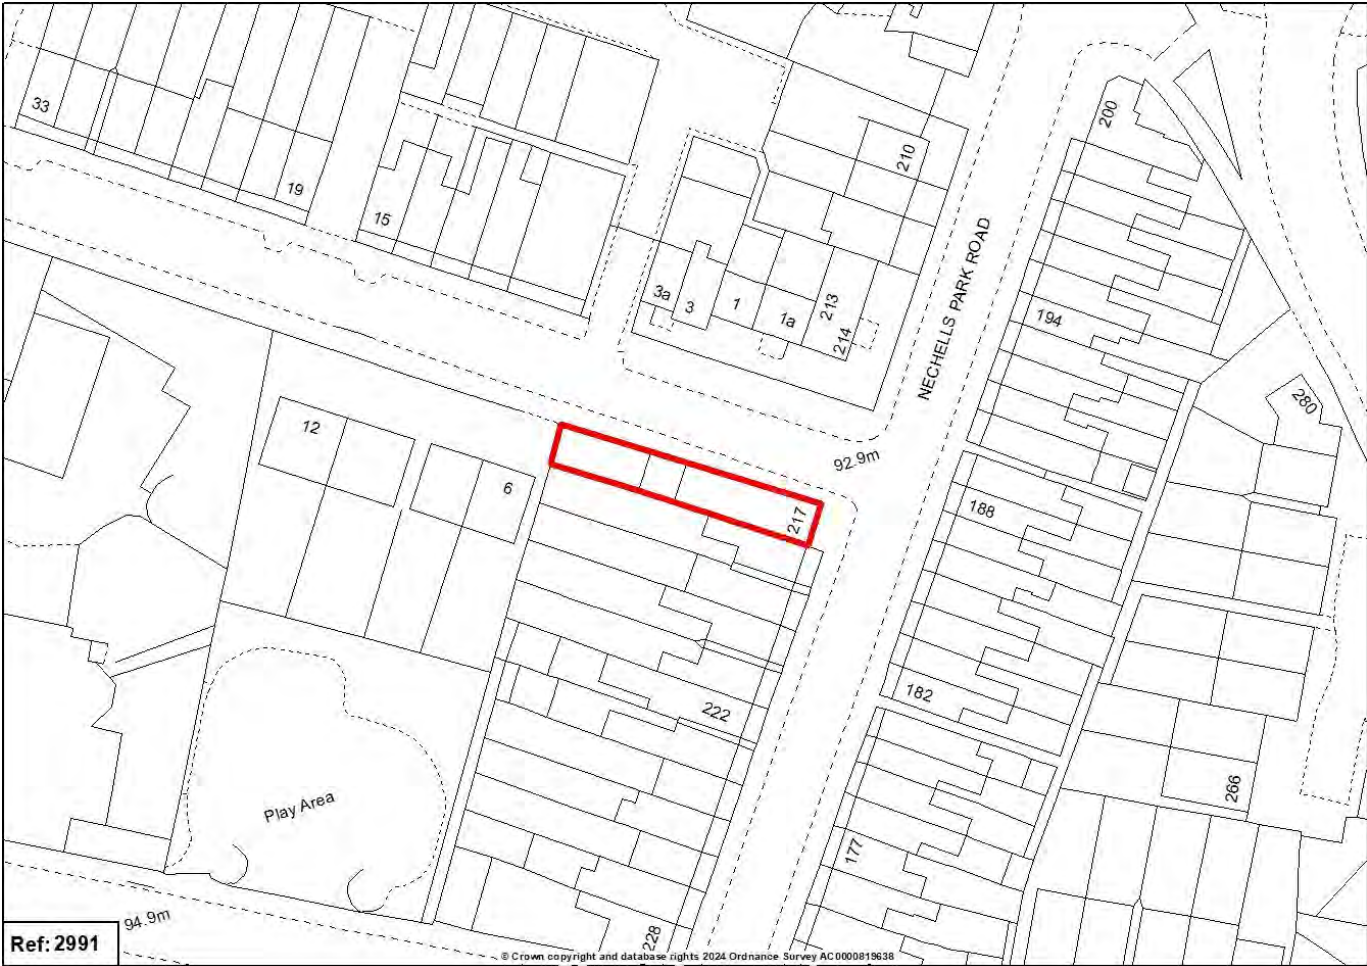 33
19
15
210
200
3a
3
1
1a
213
214
NECHELLS PARK ROAD
194
280
12
6
92.9m
217
188
182
222
266
Play Area
177
94.9m
228
Ref: 2991
© Crown copyright and database rights 2024 Ordnance Survey AC0000819638